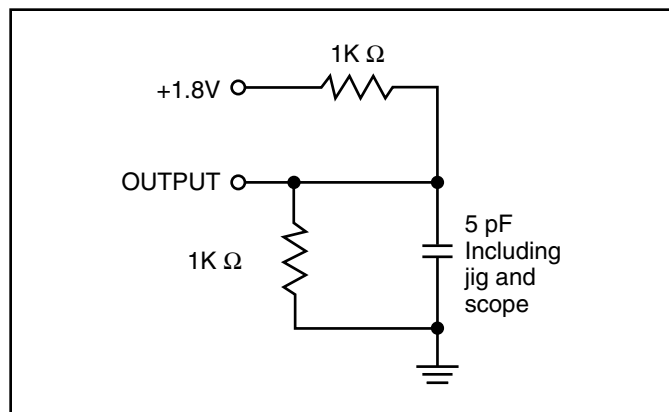 1K Ω
+1.8V
OUTPUT
1K Ω
5 pF
Including
jig and
scope